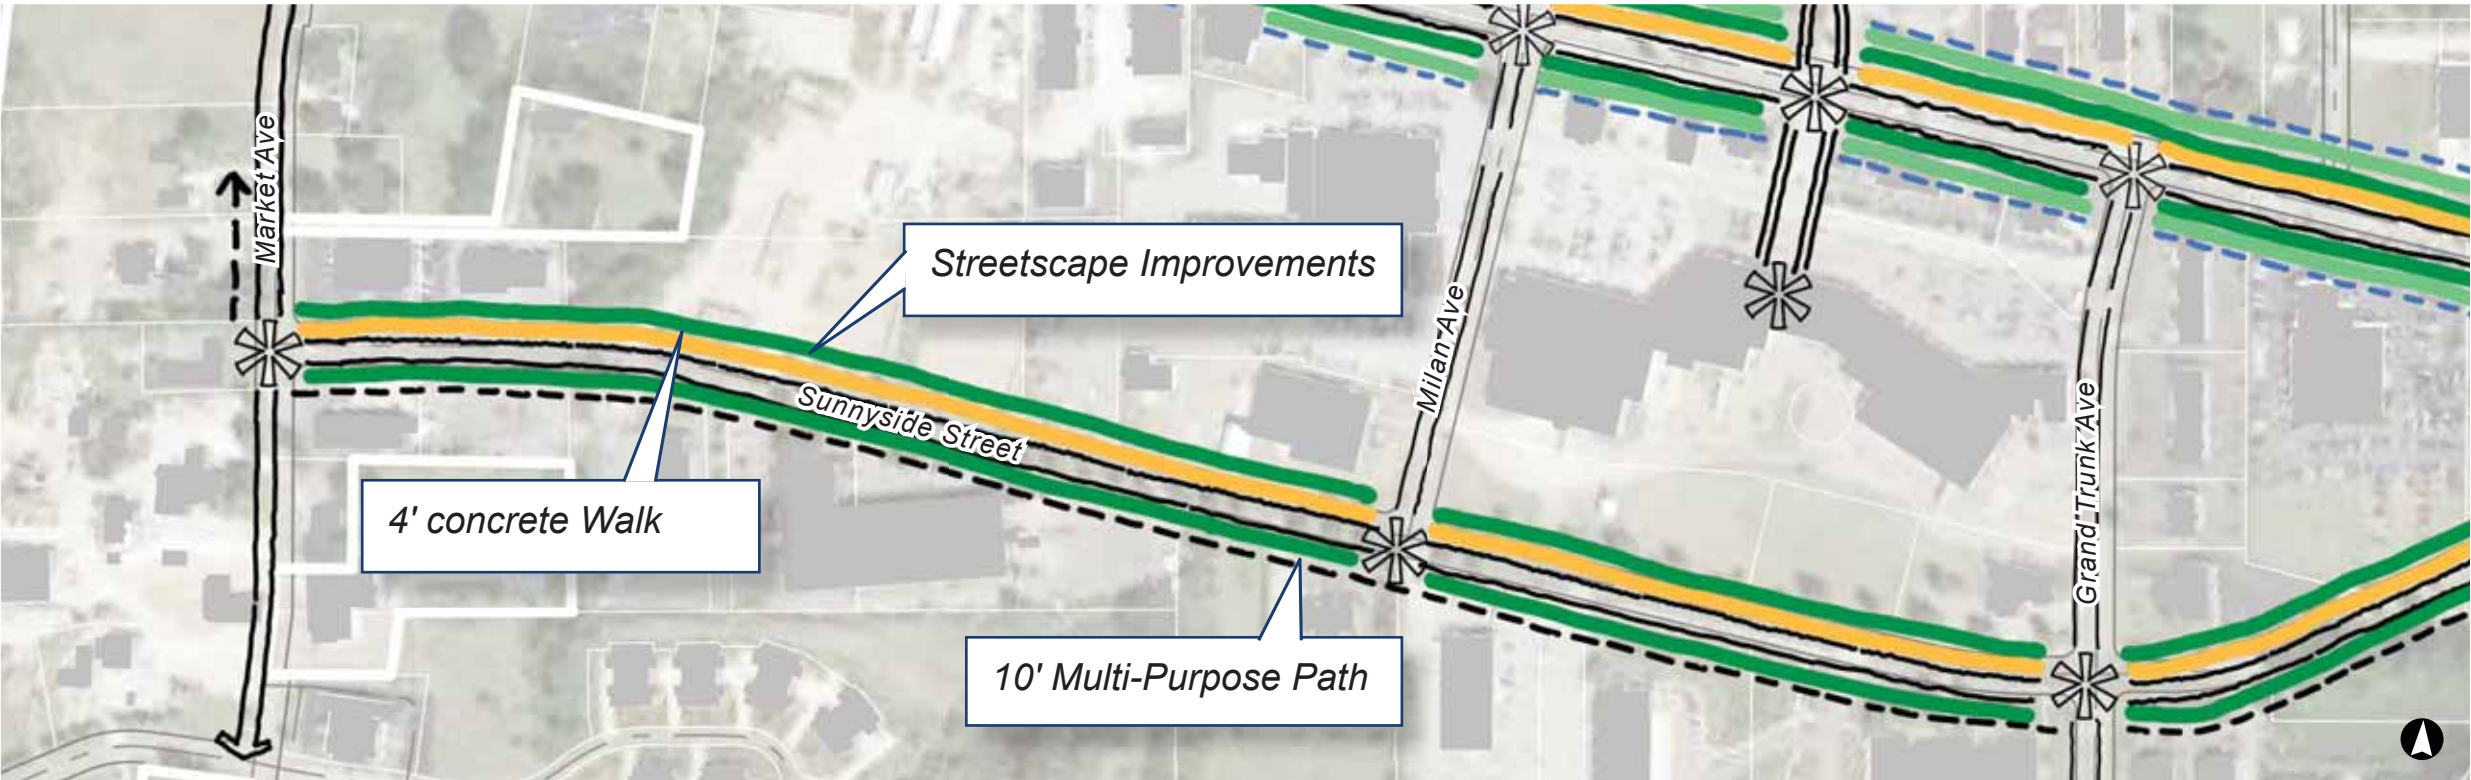 Market Ave
Streetscape Improvements
Milan Ave
Sunnyside Street
Grand Trunk Ave
4' concrete Walk
10' Multi-Purpose Path